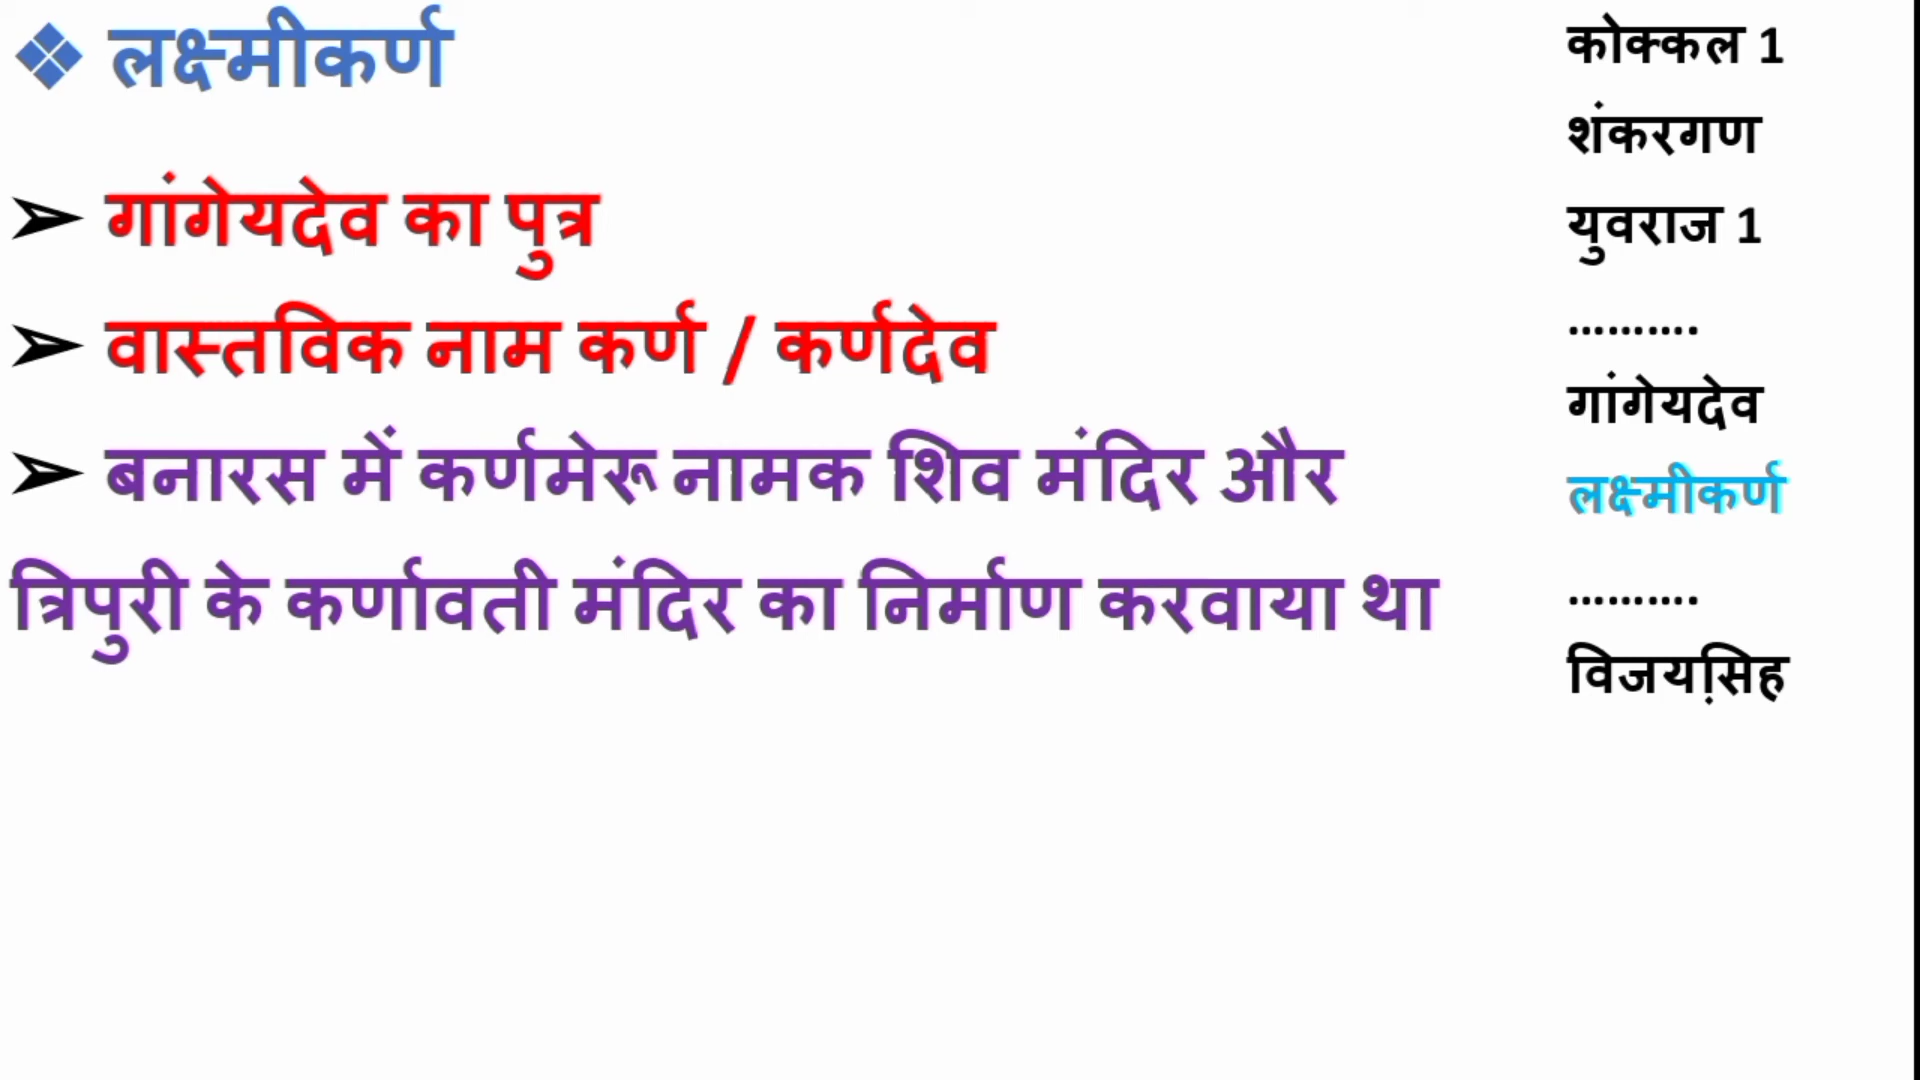 ❖ लक्ष्मीकर्ण
➢ गांगेयदेव का पुत्र
➢ वास्तविक नाम कर्ण / कर्णदेव
➢ बनारस में कर्णमेरू नामक शिव मंदिर और
त्रिपुरी के कर्णावती मंदिर का निर्माण करवाया था
कोक्कल 1
शंकरगण
युवराज 1
..........
गांगेयदेव
लक्ष्मीकर्ण
..........
विजयस़िह